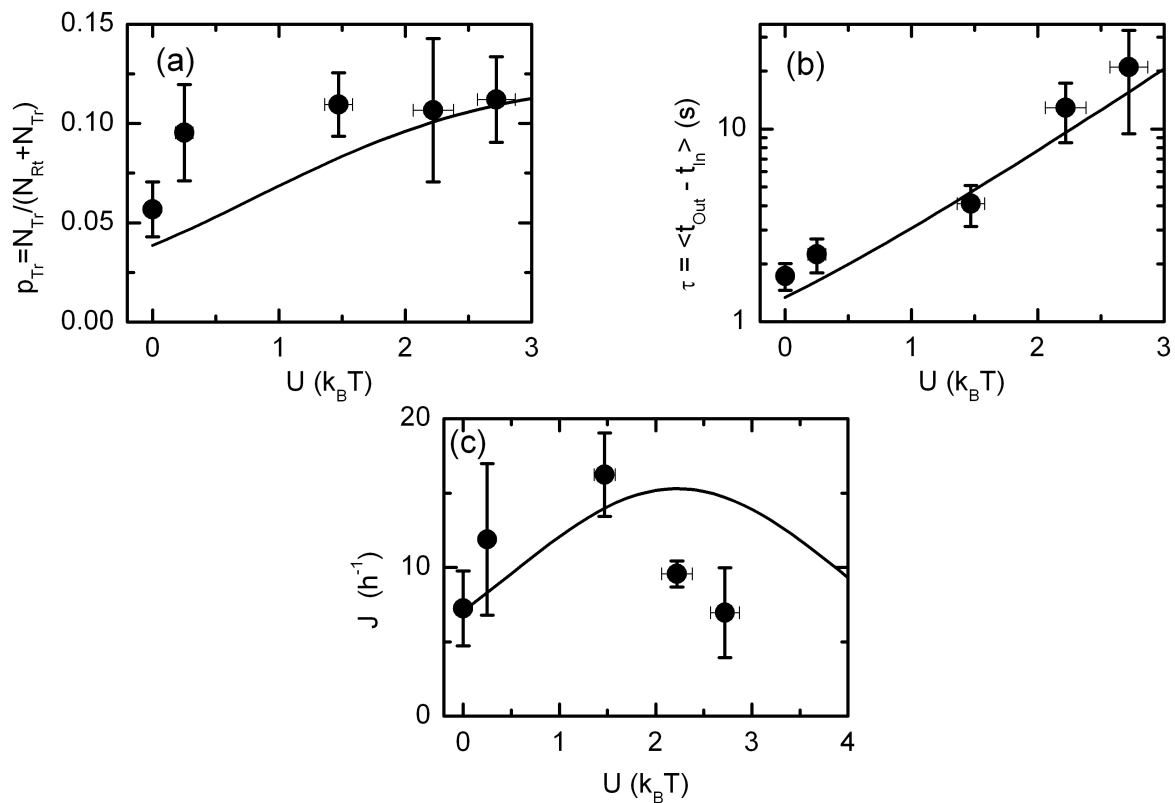 (a)
0.15
0.10
0.05
0.00
p_Tr=N_Tr/(N_Rt+N_Tr)
0 1 2 3
U (k_BT)
(b)
10
1
τ = <t_Out - t_In> (s)
0 1 2 3
U (k_BT)
(c)
20
10
0
J (h^-1)
0 1 2 3 4
U (k_BT)